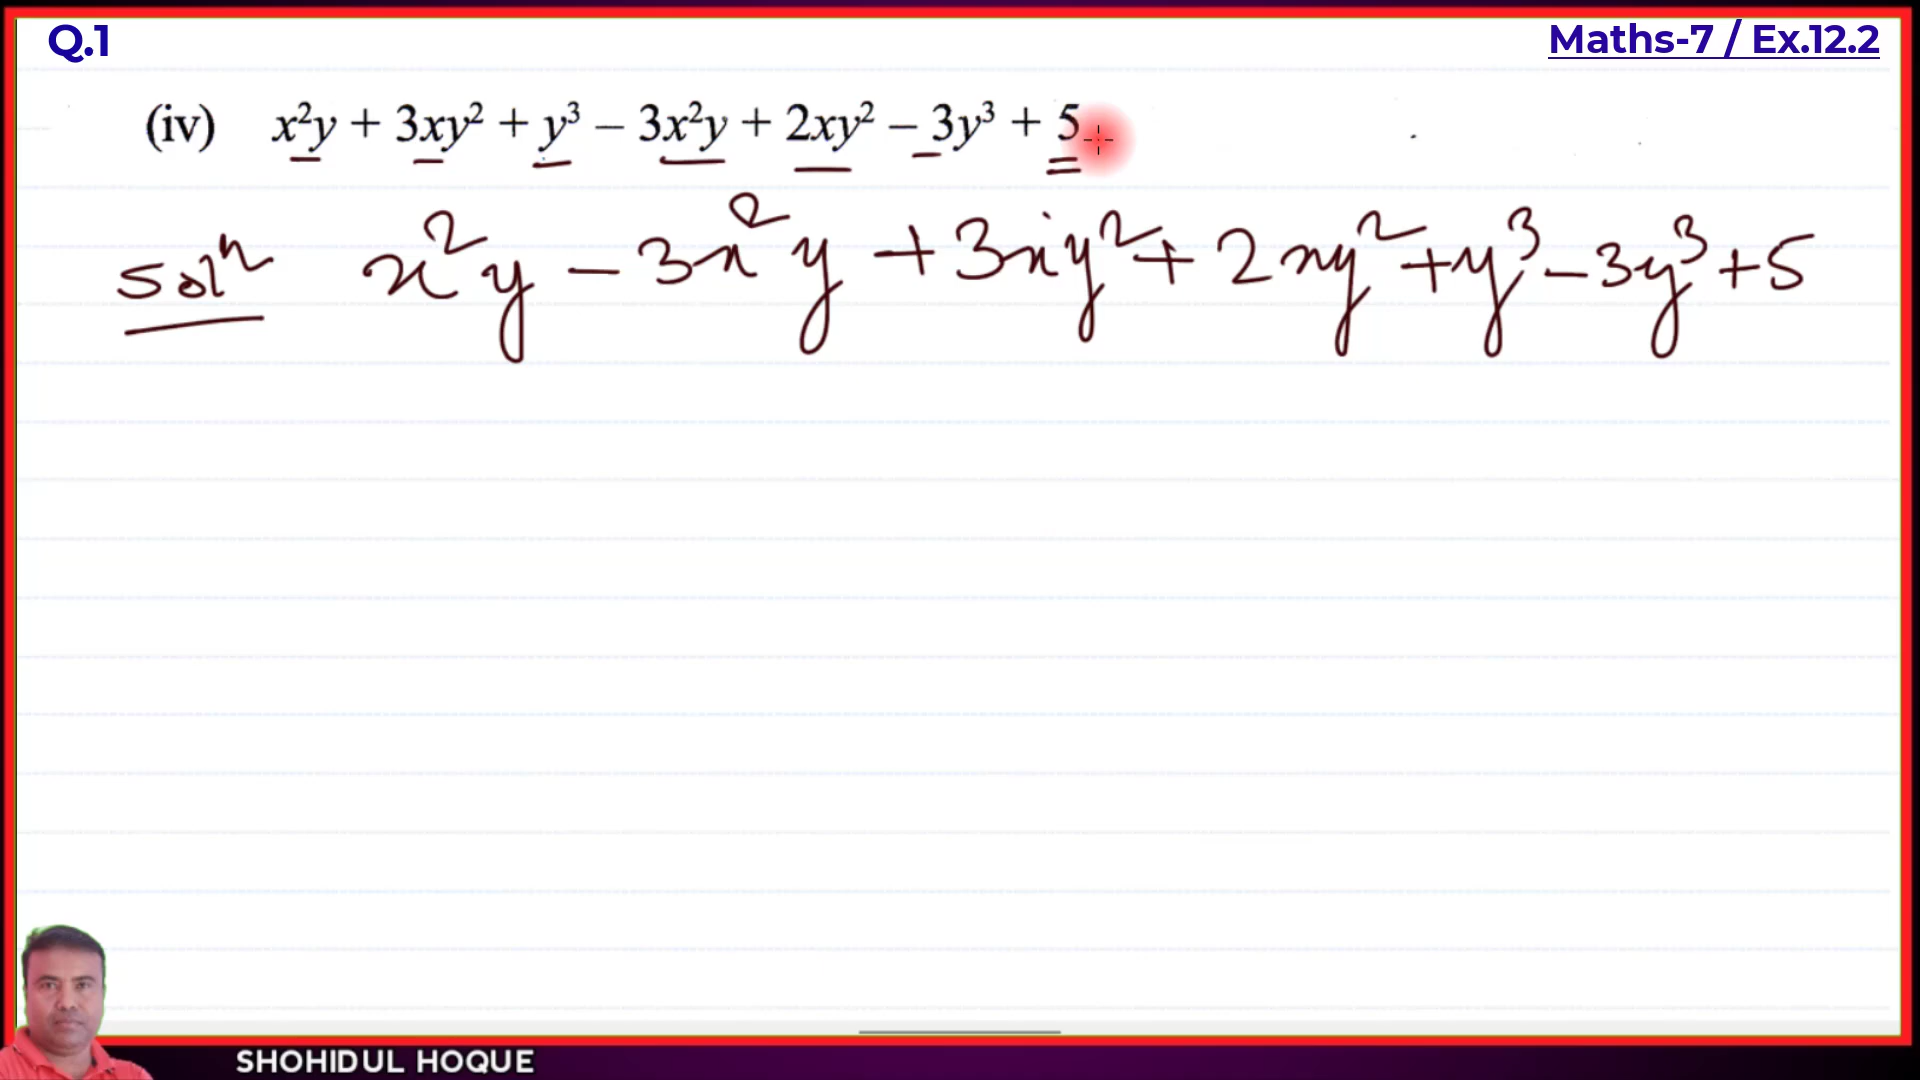 Q.1 Maths-7 / Ex.12.2
(iv) x²y + 3xy² + y³ – 3x²y + 2xy² – 3y³ + 5
Solⁿ x²y – 3x²y + 3xy² + 2xy² + y³ – 3y³ + 5
SHOHIDUL HOQUE